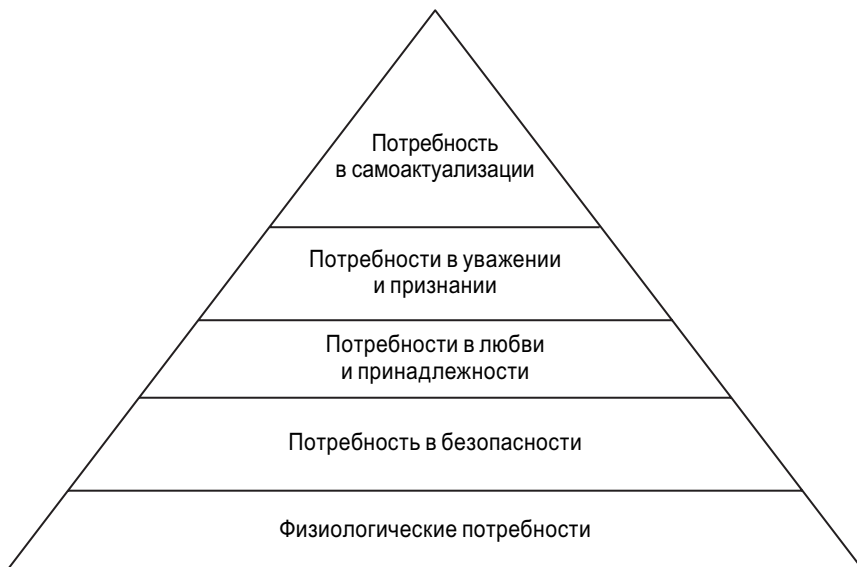 Потребность
в самоактуализации
Потребности в уважении
и признании
Потребности в любви
и принадлежности
Потребность в безопасности
Физиологические потребности